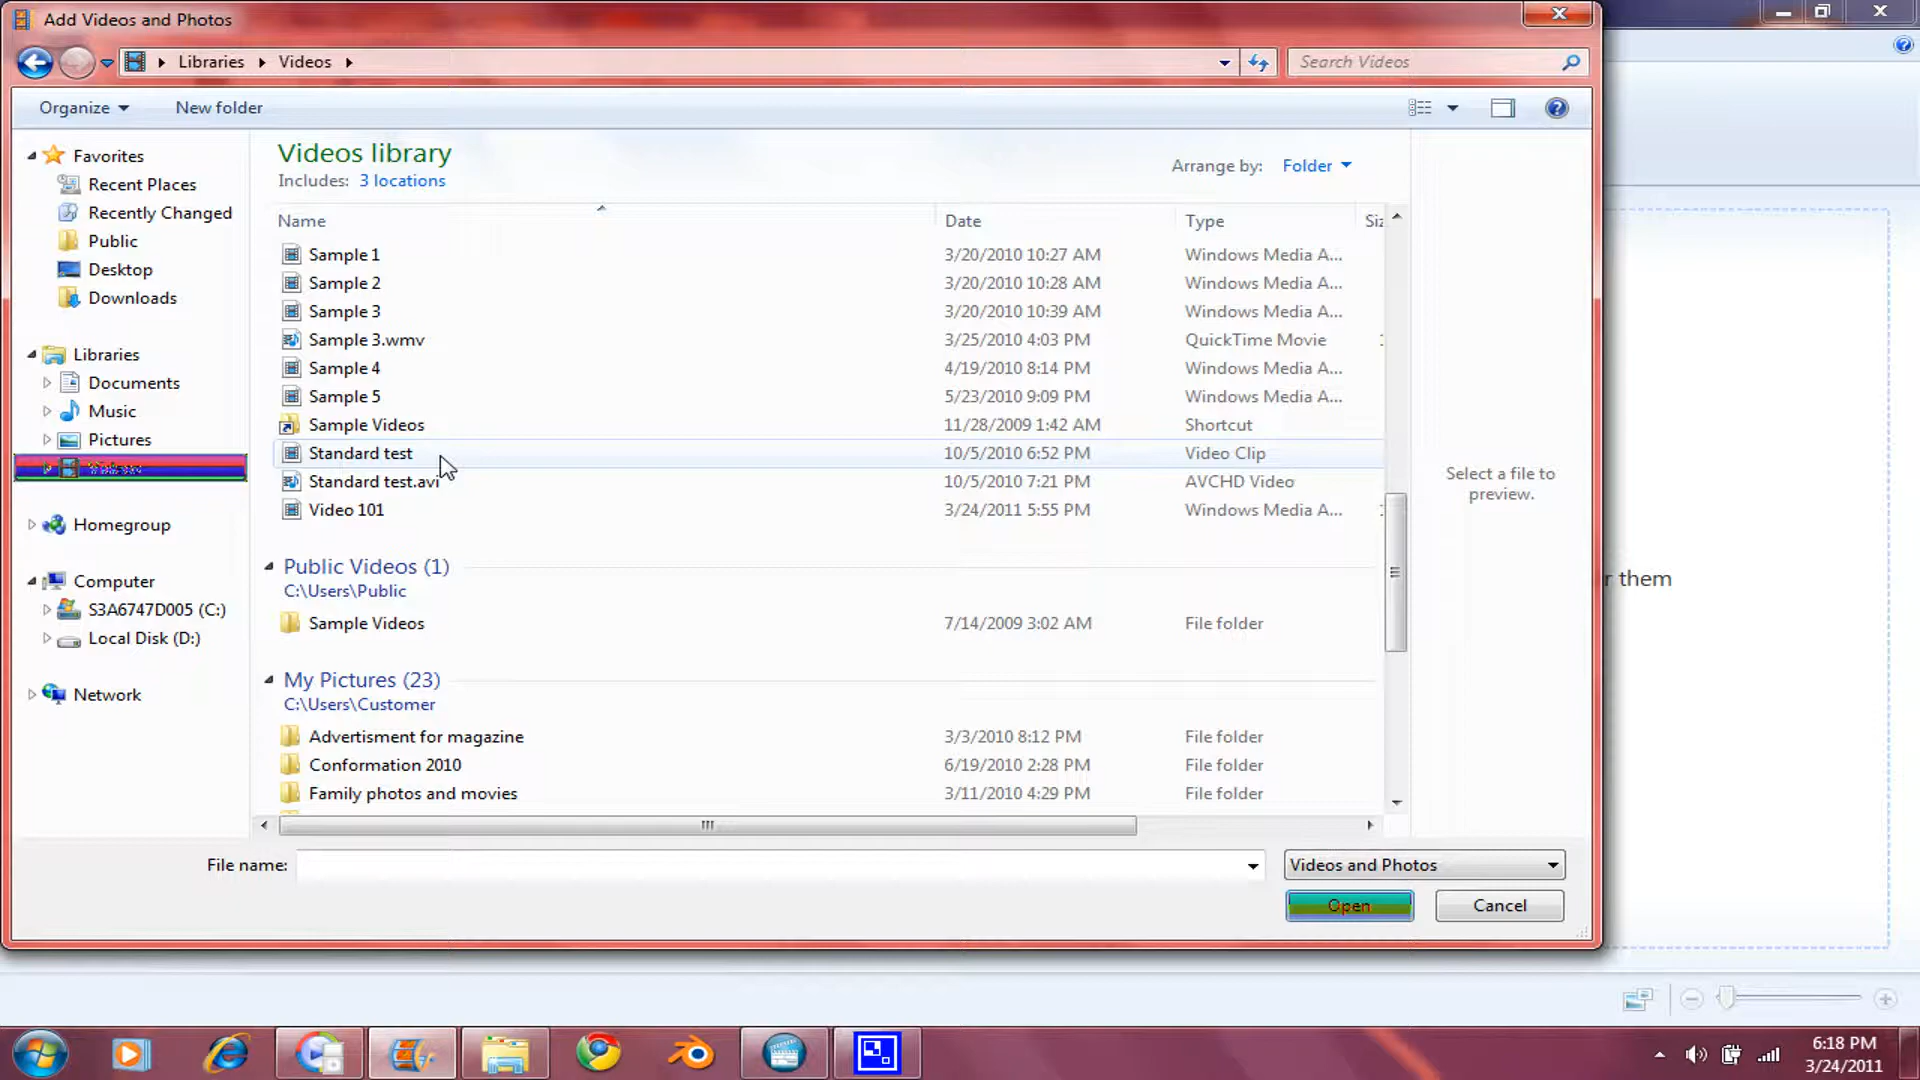 Add Videos and Photos
Libraries Videos
Search Videos
Organize New folder
Favorites
Recent Places
Recently Changed
Public
Desktop
Downloads
Libraries
Documents
Music
Pictures
Homegroup
Computer
S3A6747D005 (C:)
Local Disk (D:)
Network
Videos library
Includes: 3 locations
Arrange by: Folder
Name Date Type
Sample 1 3/20/2010 10:27 AM Windows Media A...
Sample 2 3/20/2010 10:28 AM Windows Media A...
Sample 3 3/20/2010 10:39 AM Windows Media A...
Sample 3.wmv 3/25/2010 4:03 PM QuickTime Movie
Sample 4 4/19/2010 8:14 PM Windows Media A...
Sample 5 5/23/2010 9:09 PM Windows Media A...
Sample Videos 11/28/2009 1:42 AM Shortcut
Standard test 10/5/2010 6:52 PM Video Clip
Standard test.avi 10/5/2010 7:21 PM AVCHD Video
Video 101 3/24/2011 5:55 PM Windows Media A...
Public Videos (1)
C:\Users\Public
Sample Videos 7/14/2009 3:02 AM File folder
My Pictures (23)
C:\Users\Customer
Advertisment for magazine 3/3/2010 8:12 PM File folder
Conformation 2010 6/19/2010 2:28 PM File folder
Family photos and movies 3/11/2010 4:29 PM File folder
Select a file to
preview.
them
File name: Videos and Photos
Open Cancel
6:18 PM
3/24/2011